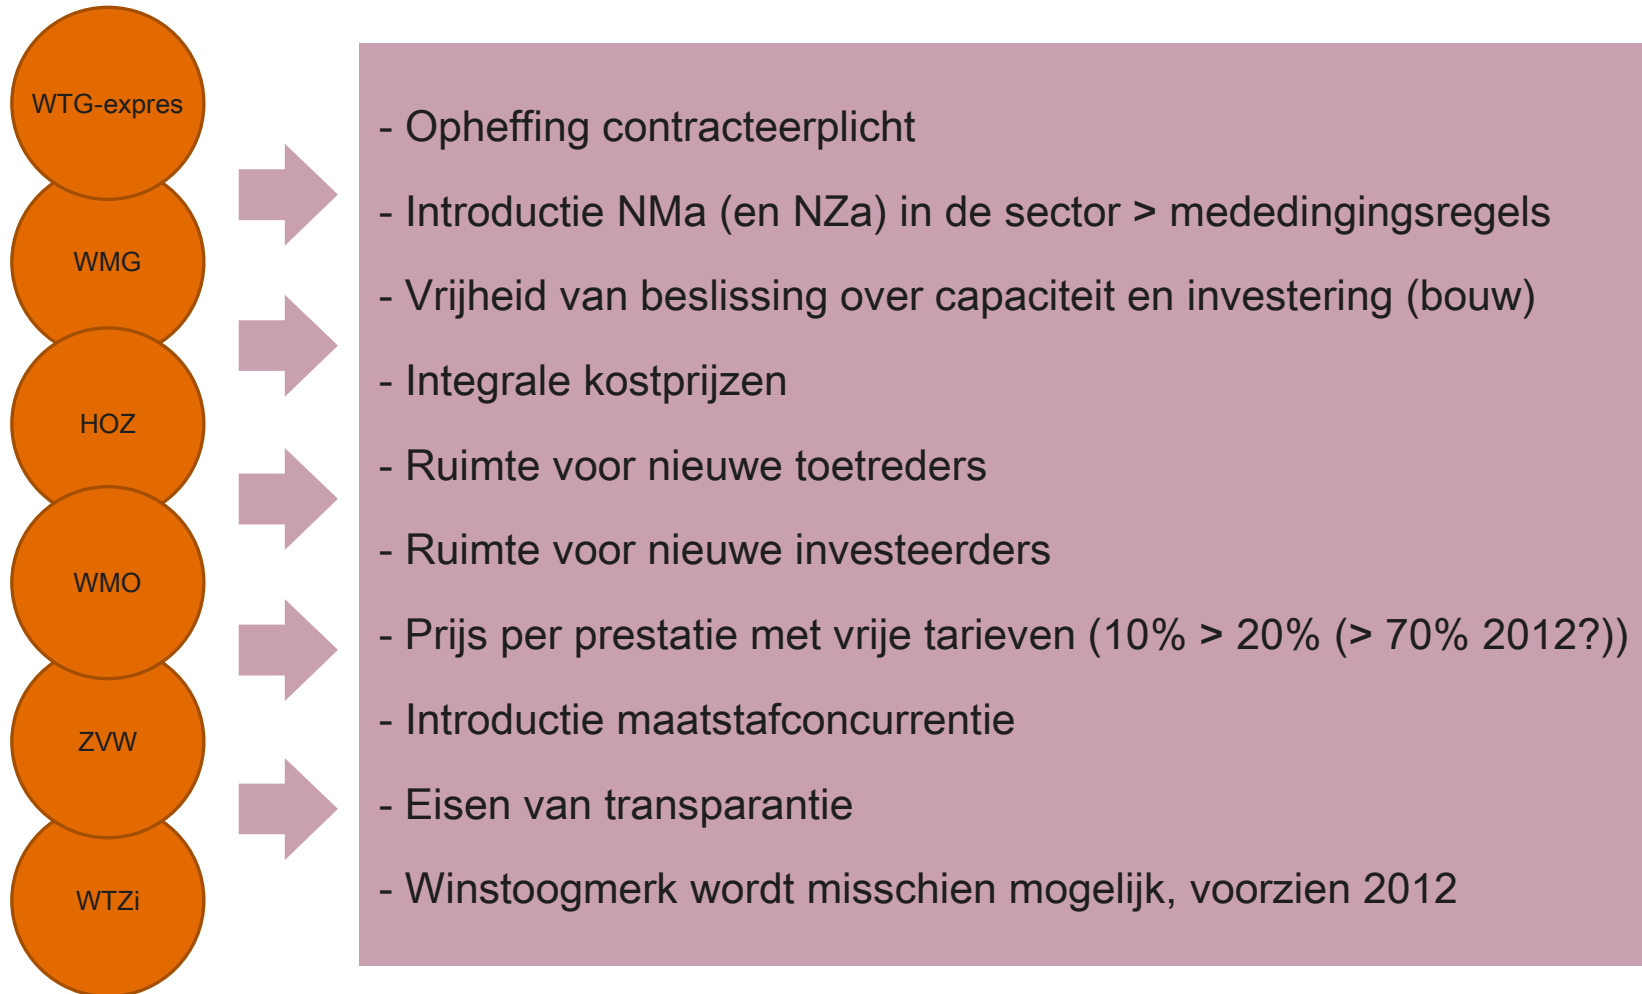 WTG-expres
WMG
HOZ
WMO
ZVW
WTZi
- Opheffing contracteerplicht
- Introductie NMa (en NZa) in de sector > mededingingsregels
- Vrijheid van beslissing over capaciteit en investering (bouw)
- Integrale kostprijzen
- Ruimte voor nieuwe toetreders
- Ruimte voor nieuwe investeerders
- Prijs per prestatie met vrije tarieven (10% > 20% (> 70% 2012?))
- Introductie maatstafconcurrentie
- Eisen van transparantie
- Winstoogmerk wordt misschien mogelijk, voorzien 2012